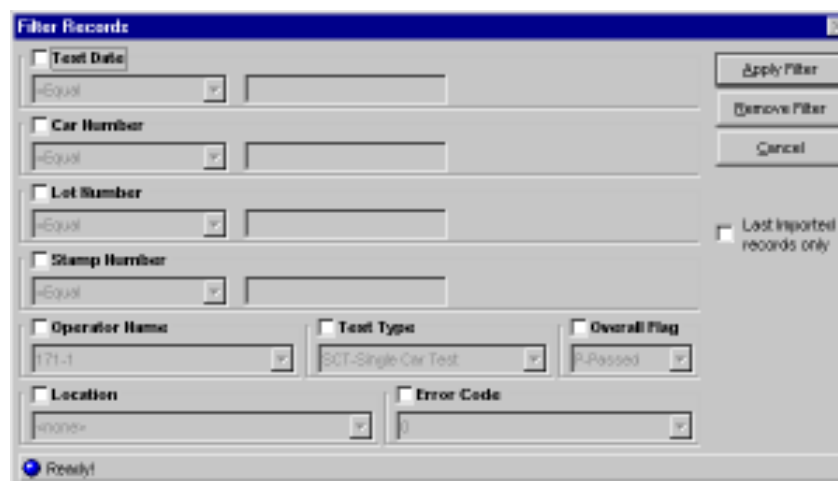 Filter Records
Test Date
=Equal
Apply Filter
Remove Filter
Car Number
=Equal
Cancel
Lot Number
=Equal
Last Imported
records only
Stamp Number
=Equal
Operator Name
Test Type
Overall Flag
171-1
SCT-Single Car Test
P-Passed
Location
Error Code
<none>
0
Ready!